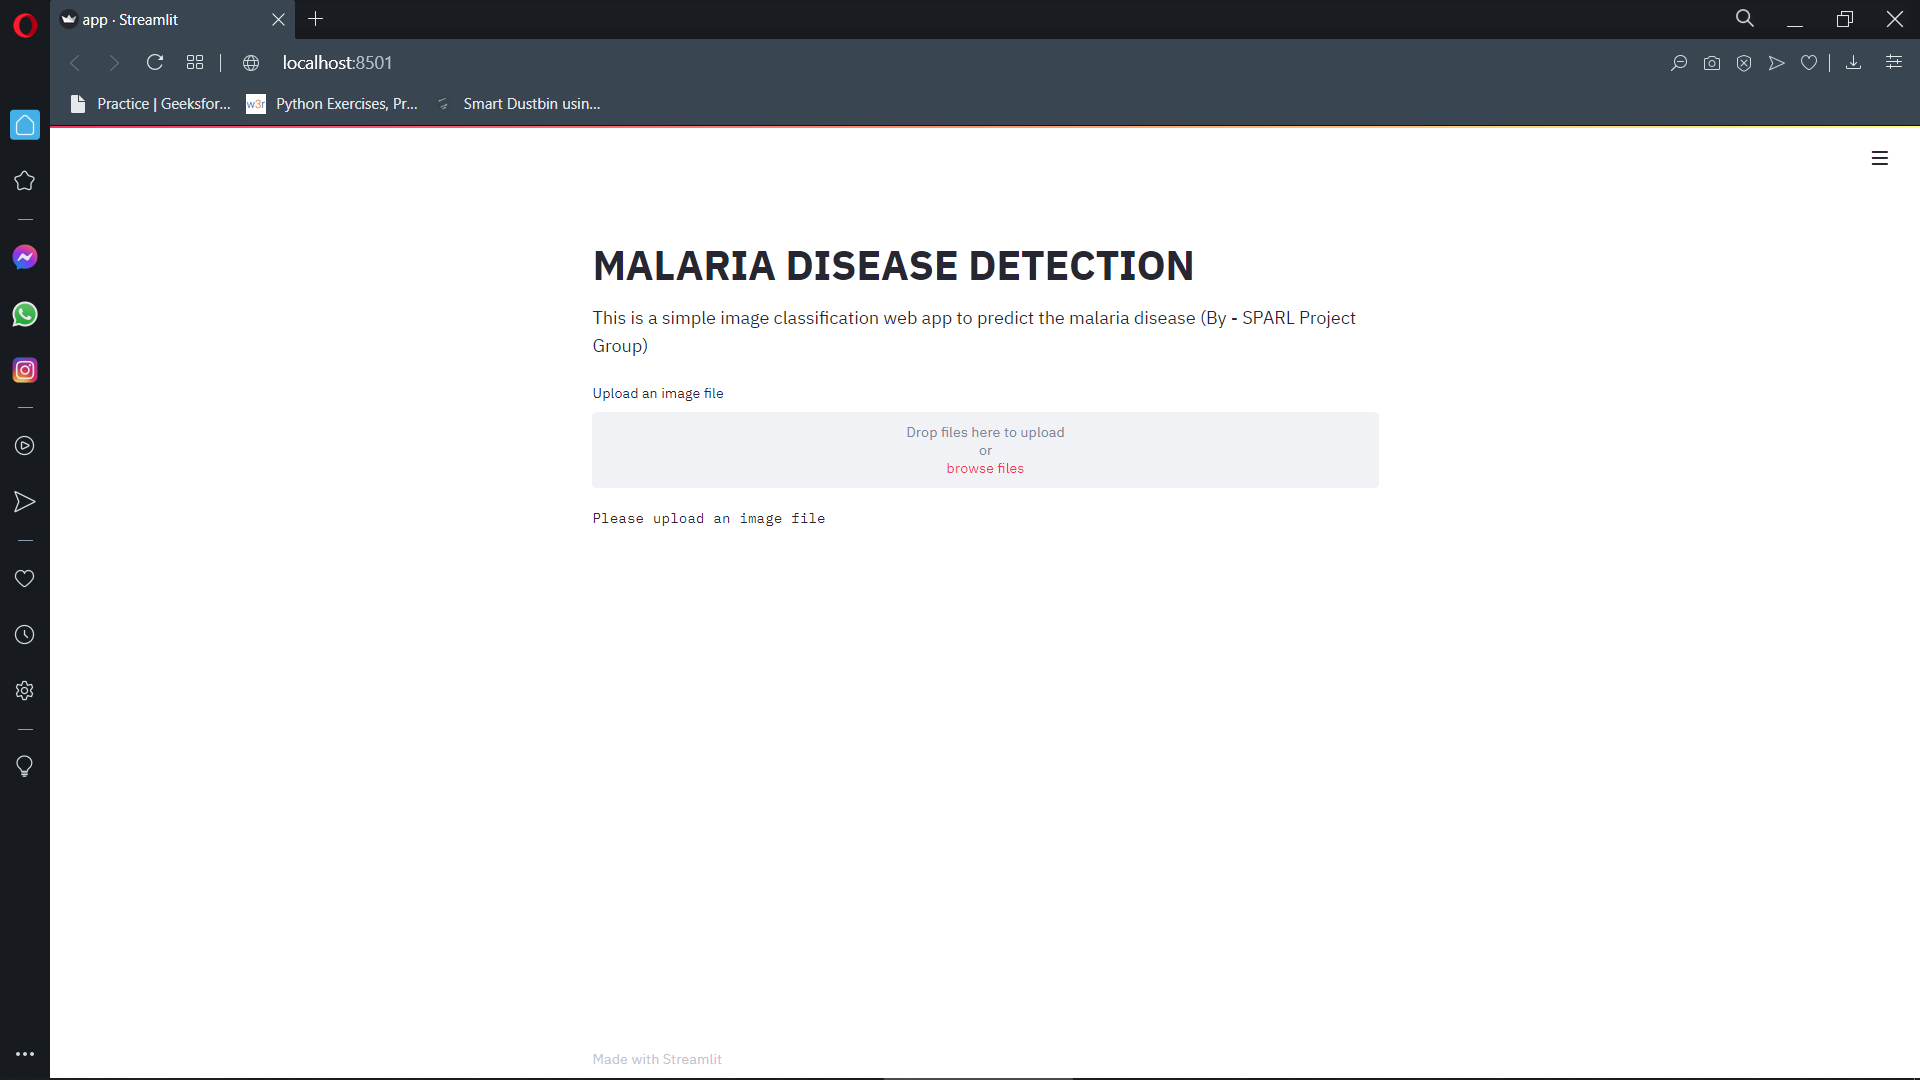 app · Streamlit
localhost:8501
Practice | Geeksfor...
w3r
Python Exercises, Pr...
Smart Dustbin usin...
MALARIA DISEASE DETECTION
This is a simple image classification web app to predict the malaria disease (By - SPARL Project
Group)
Upload an image file
Drop files here to upload
or
browse files
Please upload an image file
Made with Streamlit